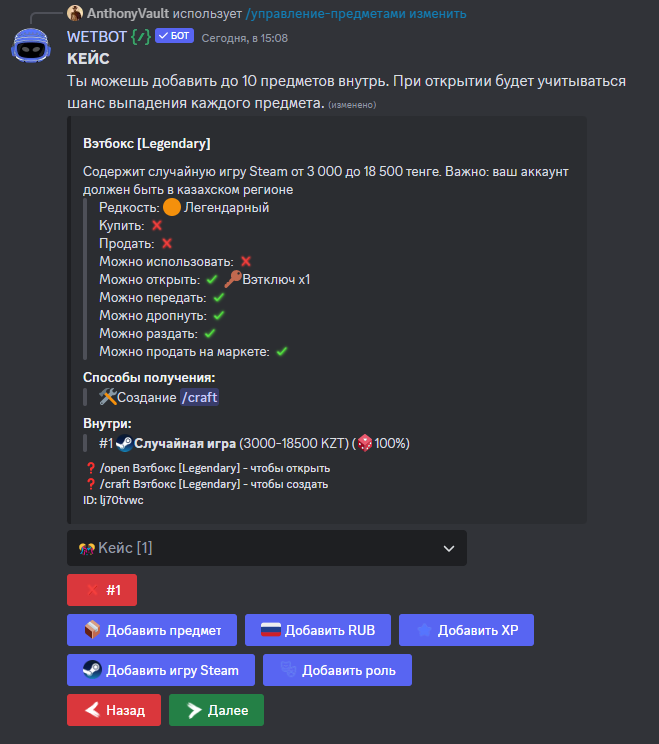 AnthonyVault использует /управление-предметами изменить
WETBOT {/} БОТ Сегодня, в 15:08
КЕЙС
Ты можешь добавить до 10 предметов внутрь. При открытии будет учитываться
шанс выпадения каждого предмета. (изменено)
Вэтбокс [Legendary]
Содержит случайную игру Steam от 3 000 до 18 500 тенге. Важно: ваш аккаунт
должен быть в казахском регионе
Редкость: Легендарный
Купить:
Продать:
Можно использовать:
Можно открыть: Вэтключ x1
Можно передать:
Можно дропнуть:
Можно раздать:
Можно продать на маркете:
Способы получения:
Создание /craft
Внутри:
#1 Случайная игра (3000-18500 KZT) (100%)
/open Вэтбокс [Legendary] - чтобы открыть
/craft Вэтбокс [Legendary] - чтобы создать
ID: lj70tvwc
Кейс [1]
#1
Добавить предмет Добавить RUB Добавить XP
Добавить игру Steam Добавить роль
Назад Далее